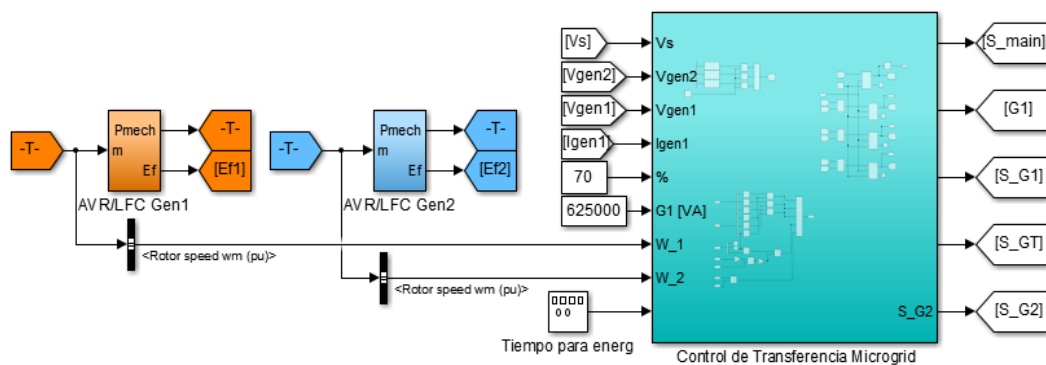 [Vs]
[Vgen2]
[Vgen1]
[Igen1]
70
625000
Vs
Vgen2
Vgen1
Igen1
%
G1 [VA]
W_1
W_2
S_G2
[S_main]
[G1]
[S_G1]
[S_GT]
[S_G2]
-T-
m
Pmech
Ef
-T-
[Ef1]
AVR/LFC Gen1
-T-
m
Pmech
Ef
-T-
[Ef2]
AVR/LFC Gen2
<Rotor speed wm (pu)>
<Rotor speed wm (pu)>
Tiempo para energ
Control de Transferencia Microgrid